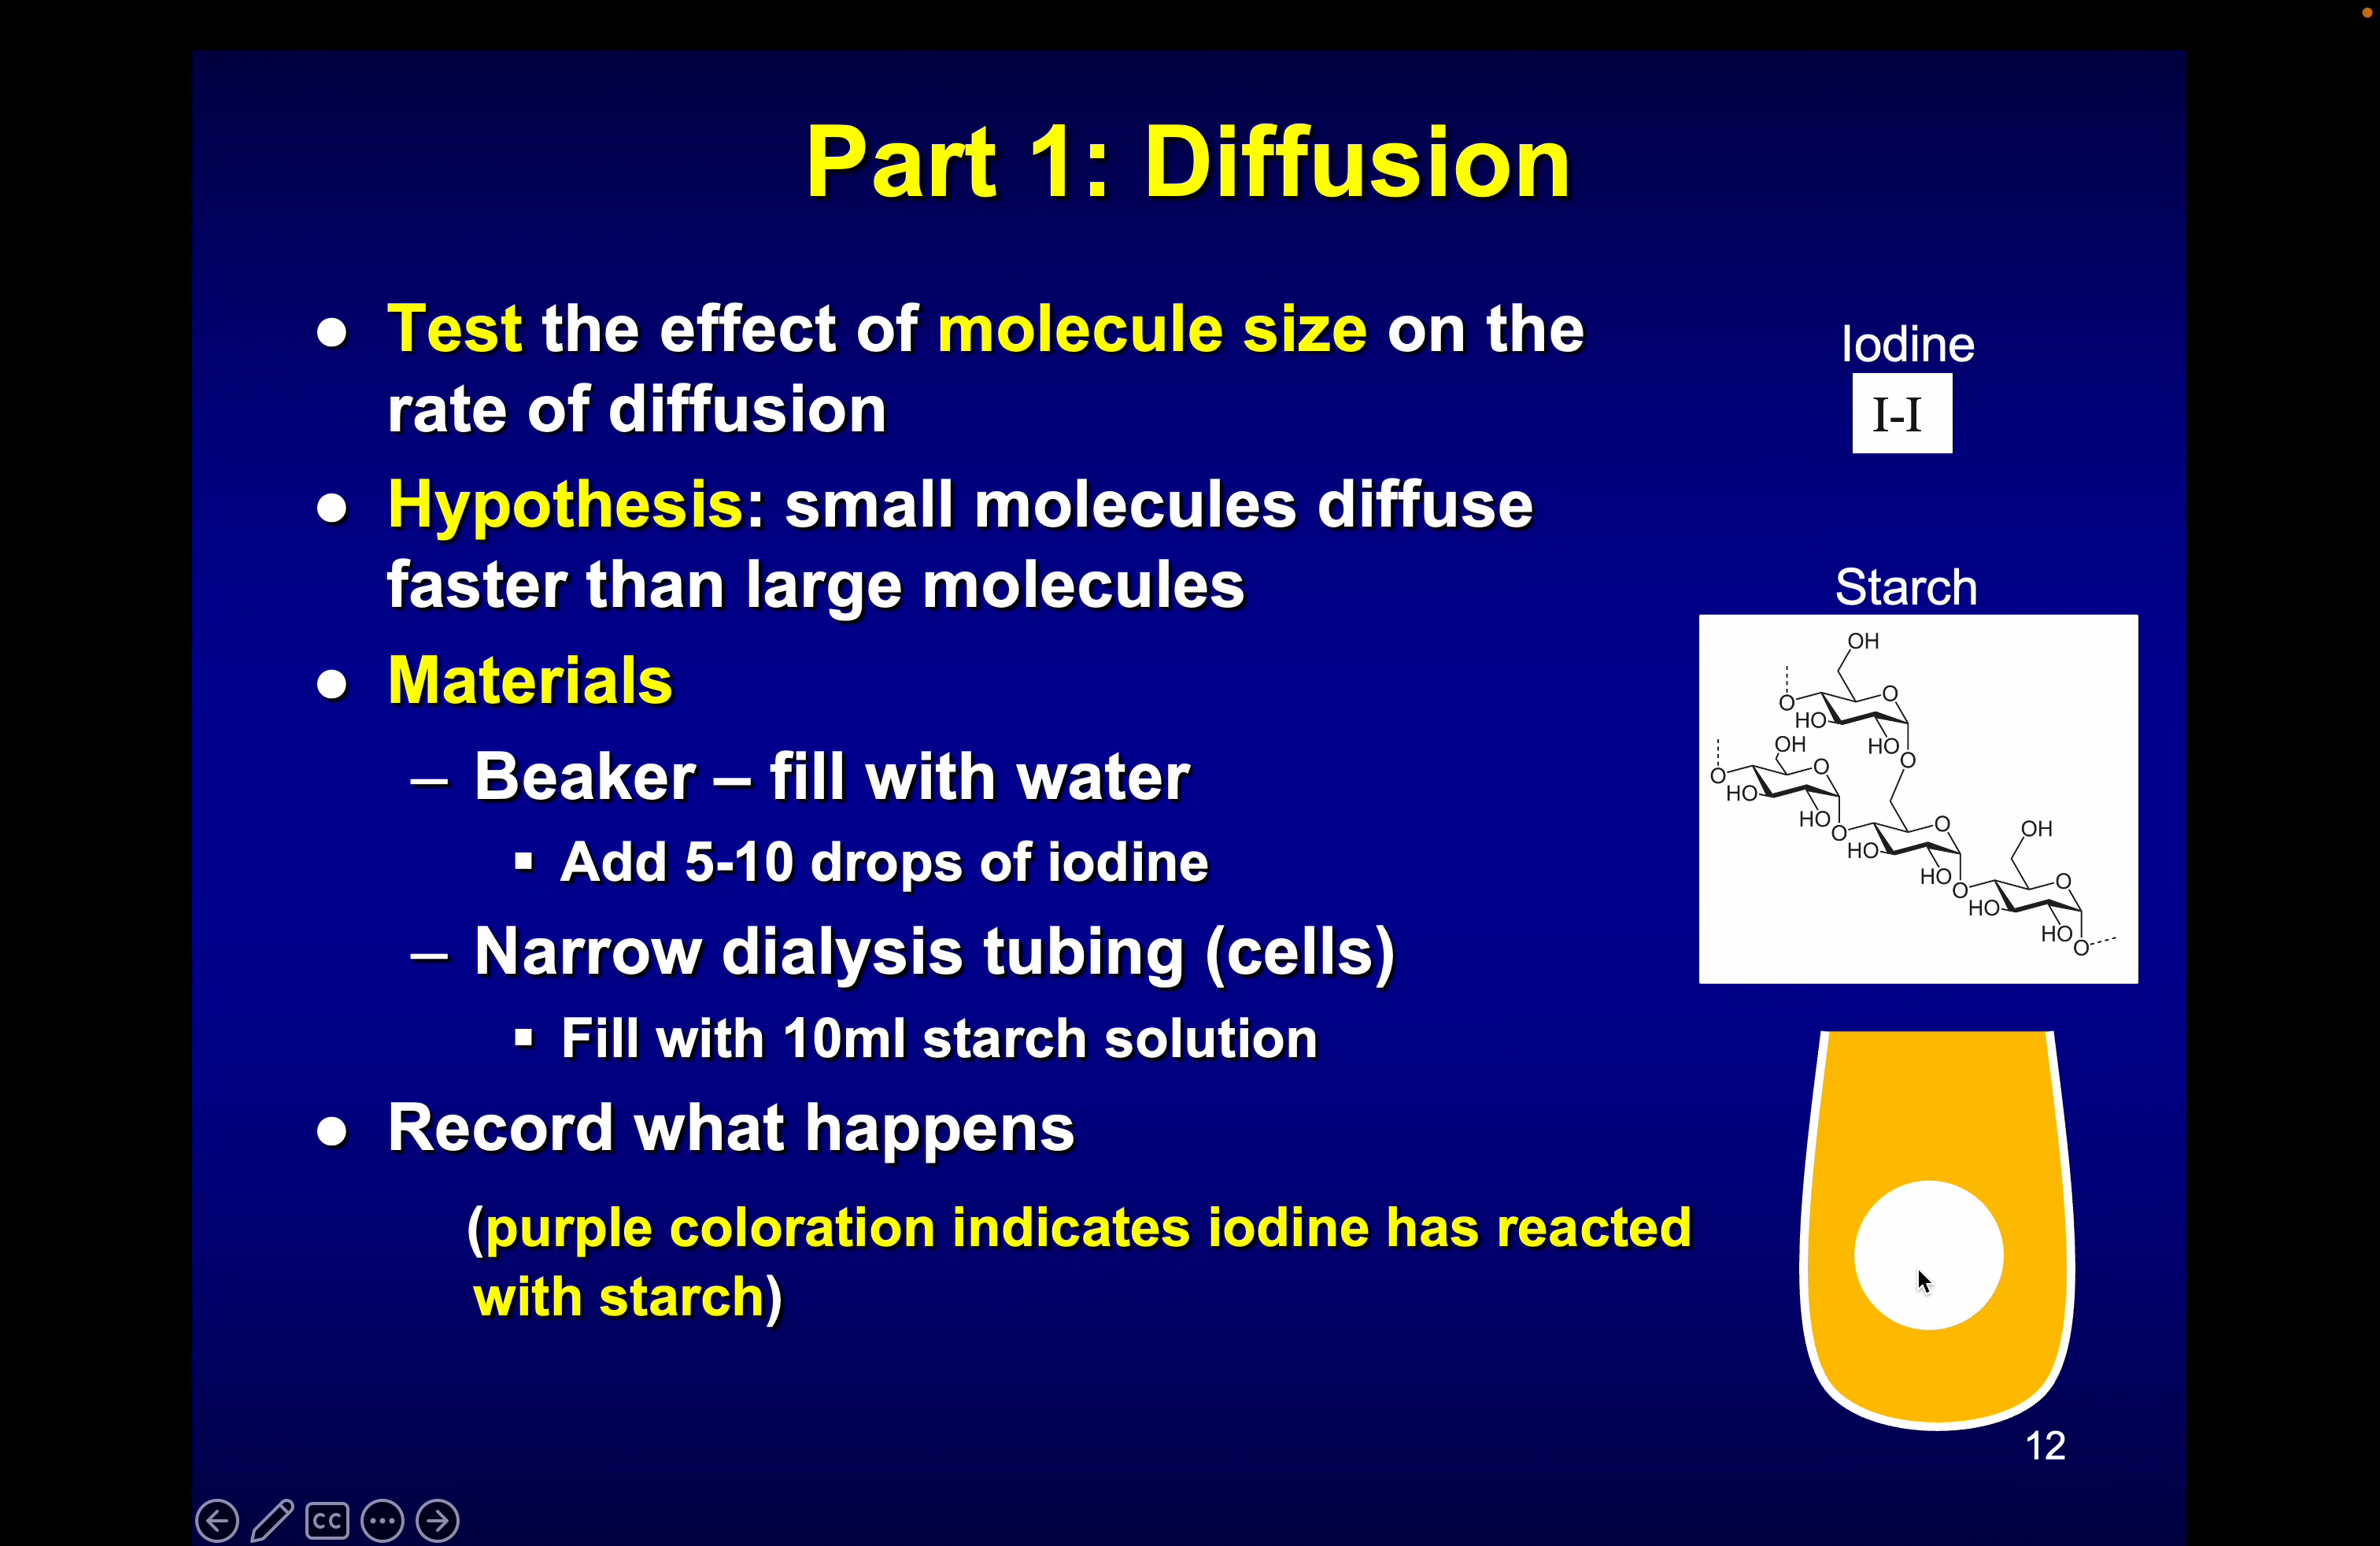 Part 1: Diffusion
● Test the effect of molecule size on the
rate of diffusion
● Hypothesis: small molecules diffuse
faster than large molecules
● Materials
– Beaker – fill with water
▪ Add 5-10 drops of iodine
– Narrow dialysis tubing (cells)
▪ Fill with 10ml starch solution
● Record what happens
(purple coloration indicates iodine has reacted
with starch)
Iodine
I-I
Starch
OH
O
O
HO
HO
OH
O
O
O
HO
HO
O
O
OH
HO
HO
O
O
HO
HO
O
12
CC